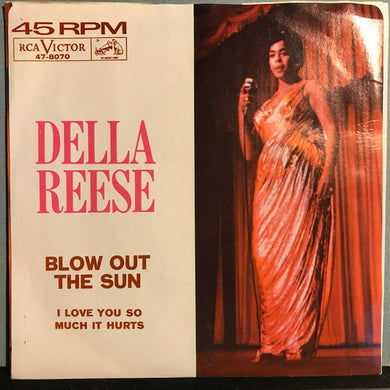 45 RPM
RCA VICTOR
47-8070
DELLA
REESE
BLOW OUT
THE SUN
I LOVE YOU SO
MUCH IT HURTS